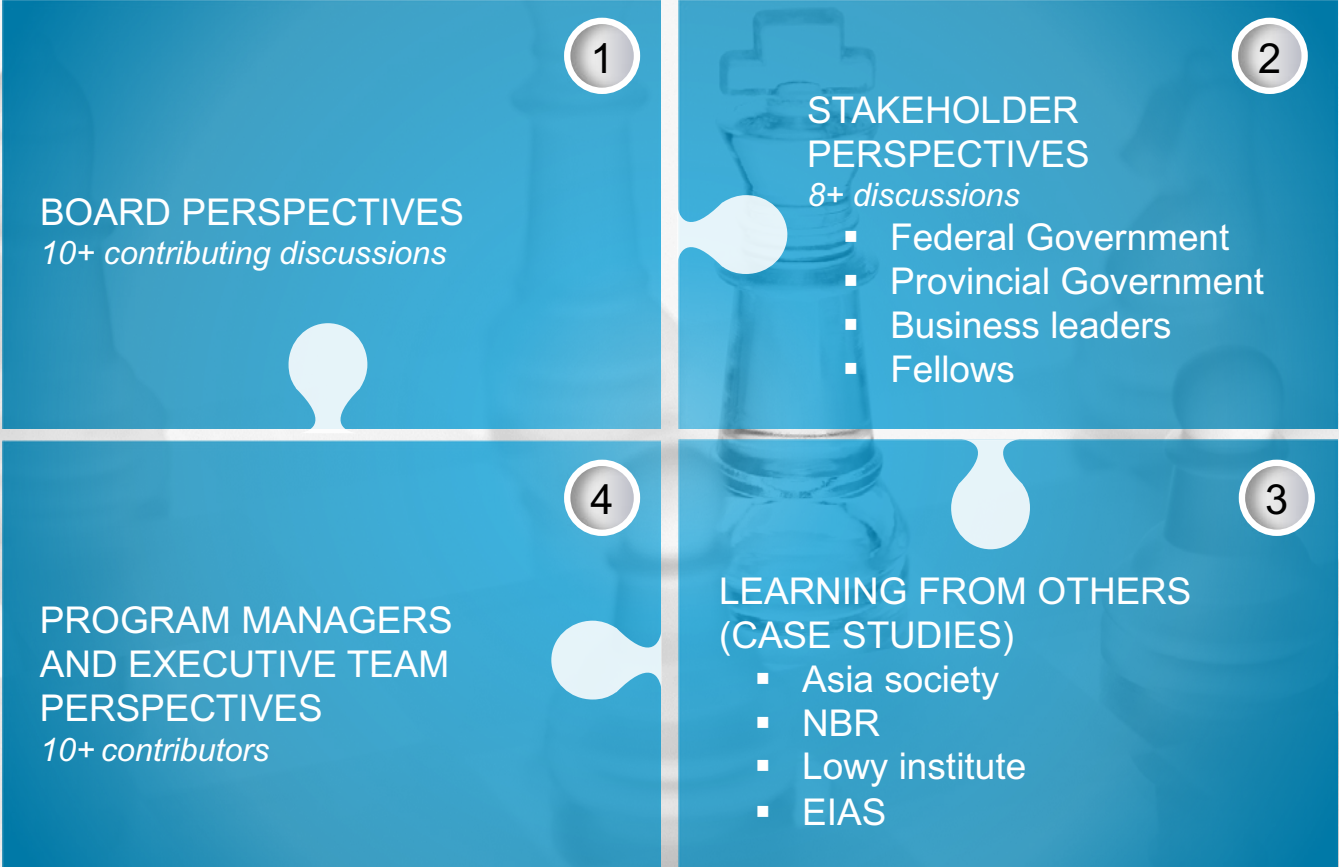 1
BOARD PERSPECTIVES
10+ contributing discussions
2
STAKEHOLDER
PERSPECTIVES
8+ discussions
▪ Federal Government
▪ Provincial Government
▪ Business leaders
▪ Fellows
3
LEARNING FROM OTHERS
(CASE STUDIES)
▪ Asia society
▪ NBR
▪ Lowy institute
▪ EIAS
4
PROGRAM MANAGERS
AND EXECUTIVE TEAM
PERSPECTIVES
10+ contributors